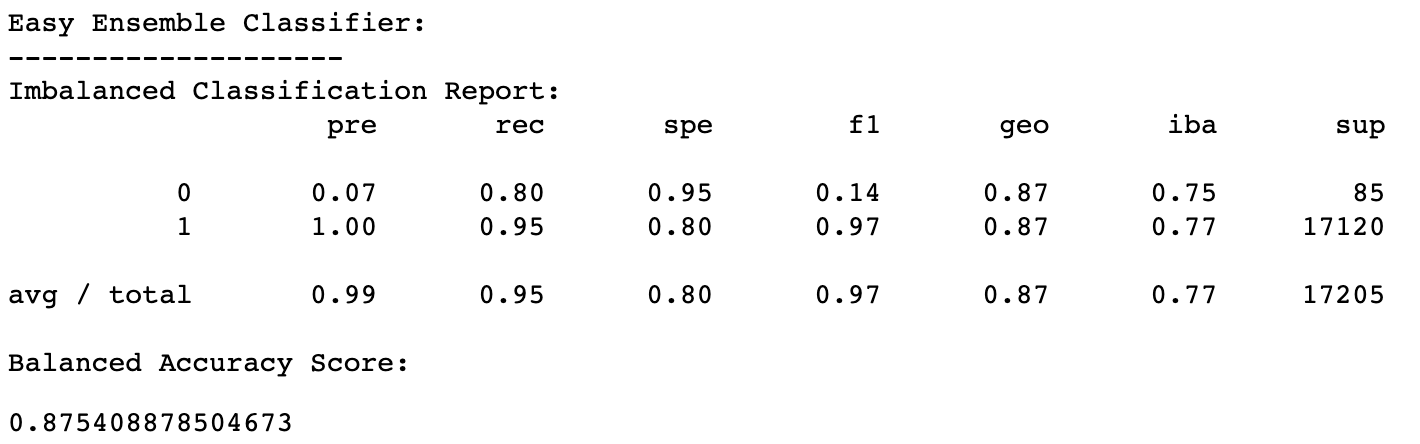 Easy Ensemble Classifier:
--------------------
Imbalanced Classification Report:
pre rec spe f1 geo iba sup
0 0.07 0.80 0.95 0.14 0.87 0.75 85
1 1.00 0.95 0.80 0.97 0.87 0.77 17120
avg / total 0.99 0.95 0.80 0.97 0.87 0.77 17205
Balanced Accuracy Score:
0.875408878504673